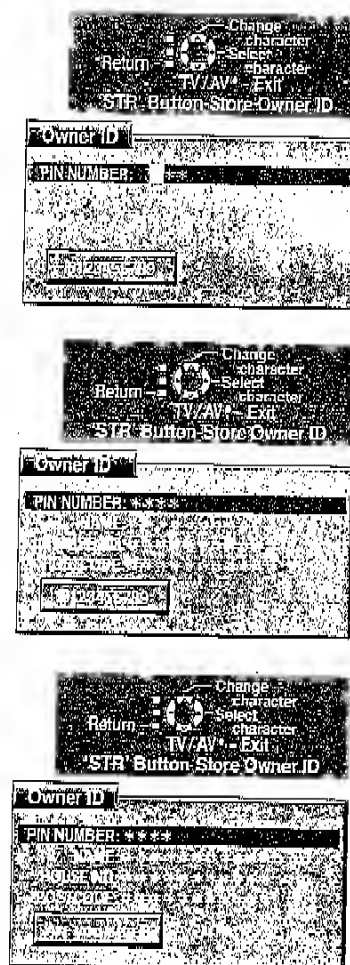 Change
character
Select
character
Return
TV/AV - Exit
'STR' Button-Store Owner ID
Owner ID
PIN NUMBER: **
Change
character
Select
character
Return
TV/AV - Exit
'STR' Button-Store Owner ID
Owner ID
PIN NUMBER: ****
Change
character
Select
character
Return
TV/AV - Exit
'STR' Button-Store Owner ID
Owner ID
PIN NUMBER: ****
NAME
HOUSE NO
POSTCODE